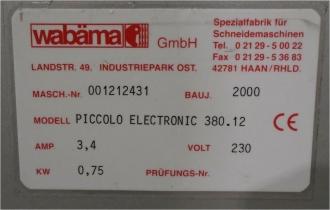 wabäma GmbH
Spezialfabrik für
Schneidemaschinen
Tel. 0 21 29 - 5 00 22
Fax 0 21 29 - 5 36 83
LANDSTR. 49. INDUSTRIEPARK OST. 42781 HAAN/RHLD.
MASCH.-Nr. 001212431 BAUJ. 2000
MODELL PICCOLO ELECTRONIC 380.12 CE
AMP 3,4 VOLT 230
KW 0,75 PRÜFUNGS-Nr.